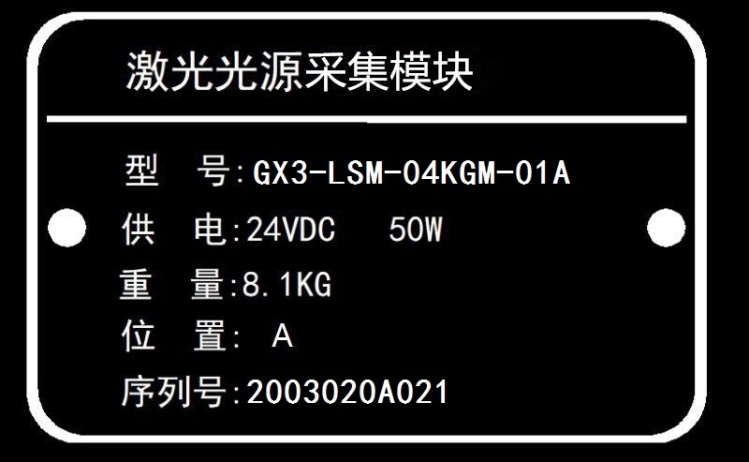 激光光源采集模块
型 号:GX3-LSM-04KGM-01A
供 电:24VDC 50W
重 量:8.1KG
位 置: A
序列号:2003020A021